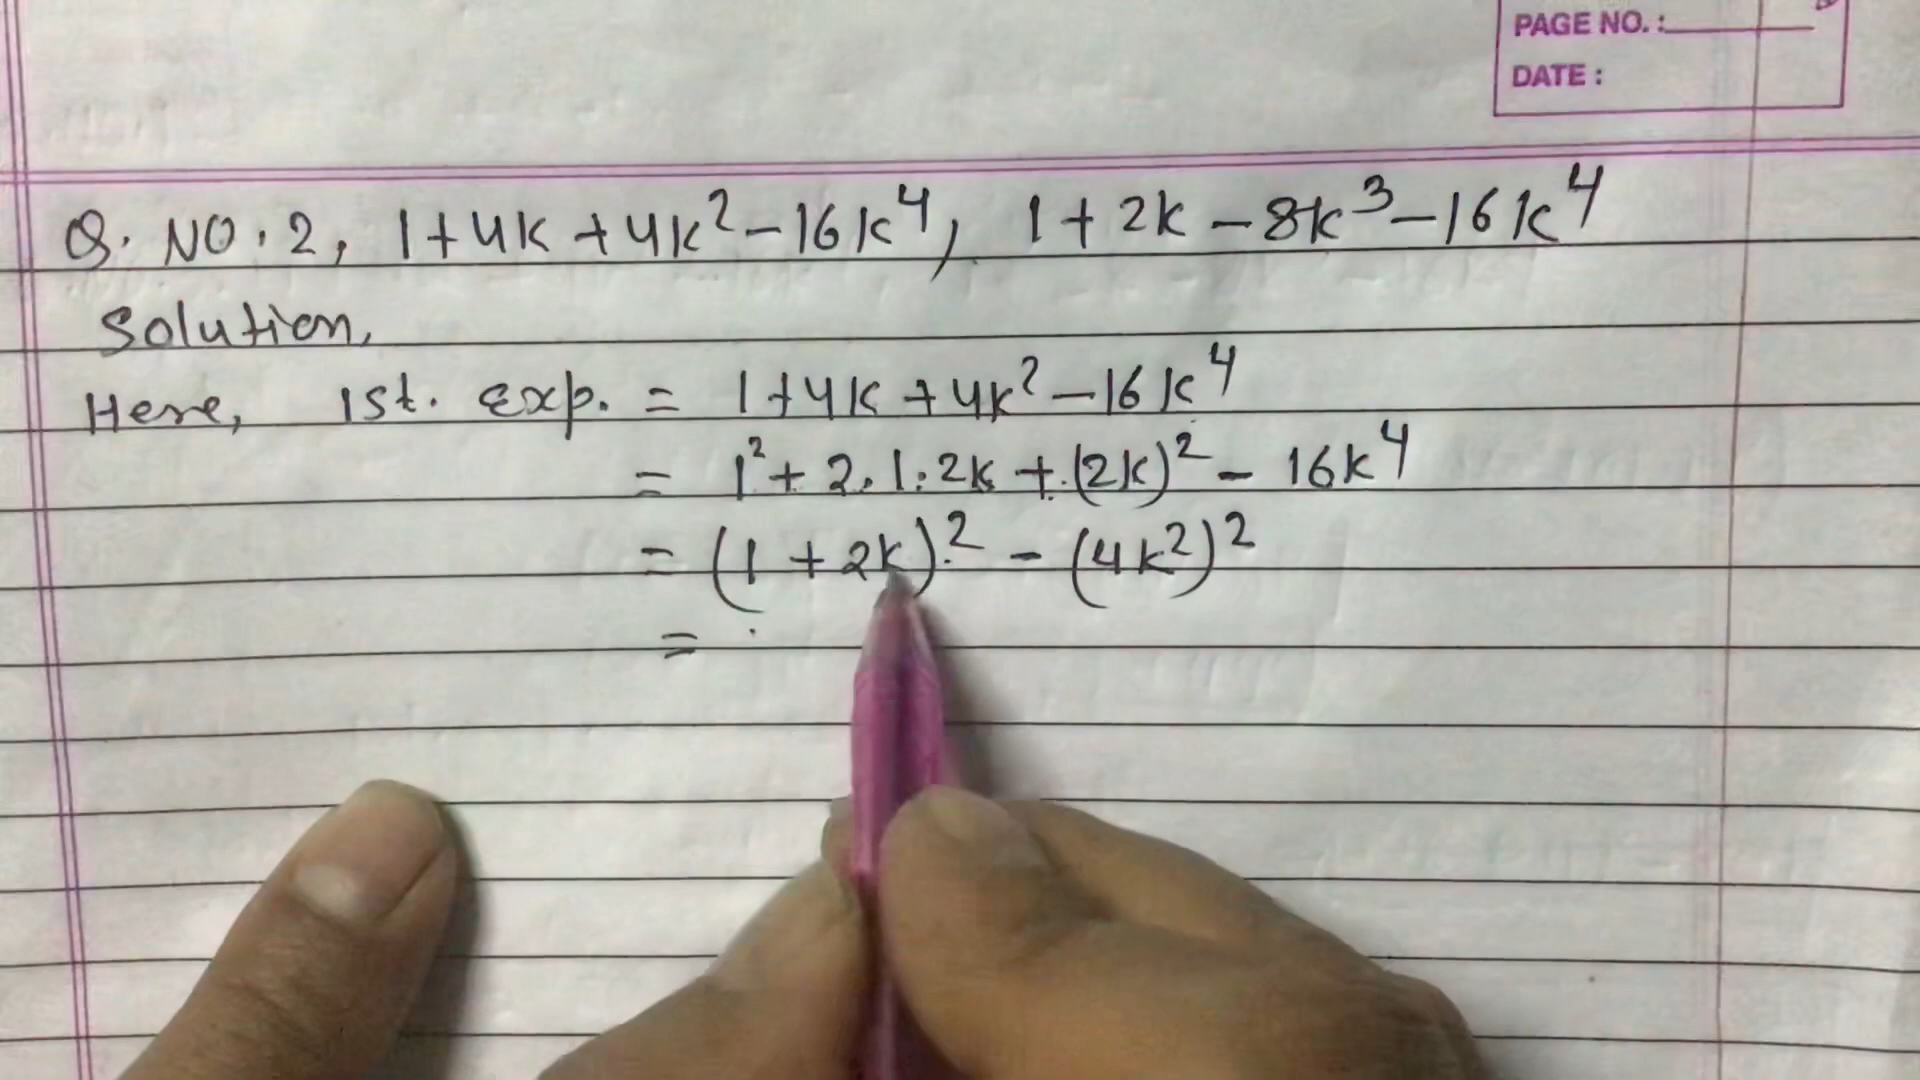 PAGE NO. :
DATE :
Q. NO. 2, 1+4k+4k²-16k⁴, 1+2k-8k³-16k⁴
Solution,
Here, 1st. exp. = 1+4k+4k²-16k⁴
= 1²+2.1.2k+(2k)²-16k⁴
= (1+2k)²-(4k²)²
=